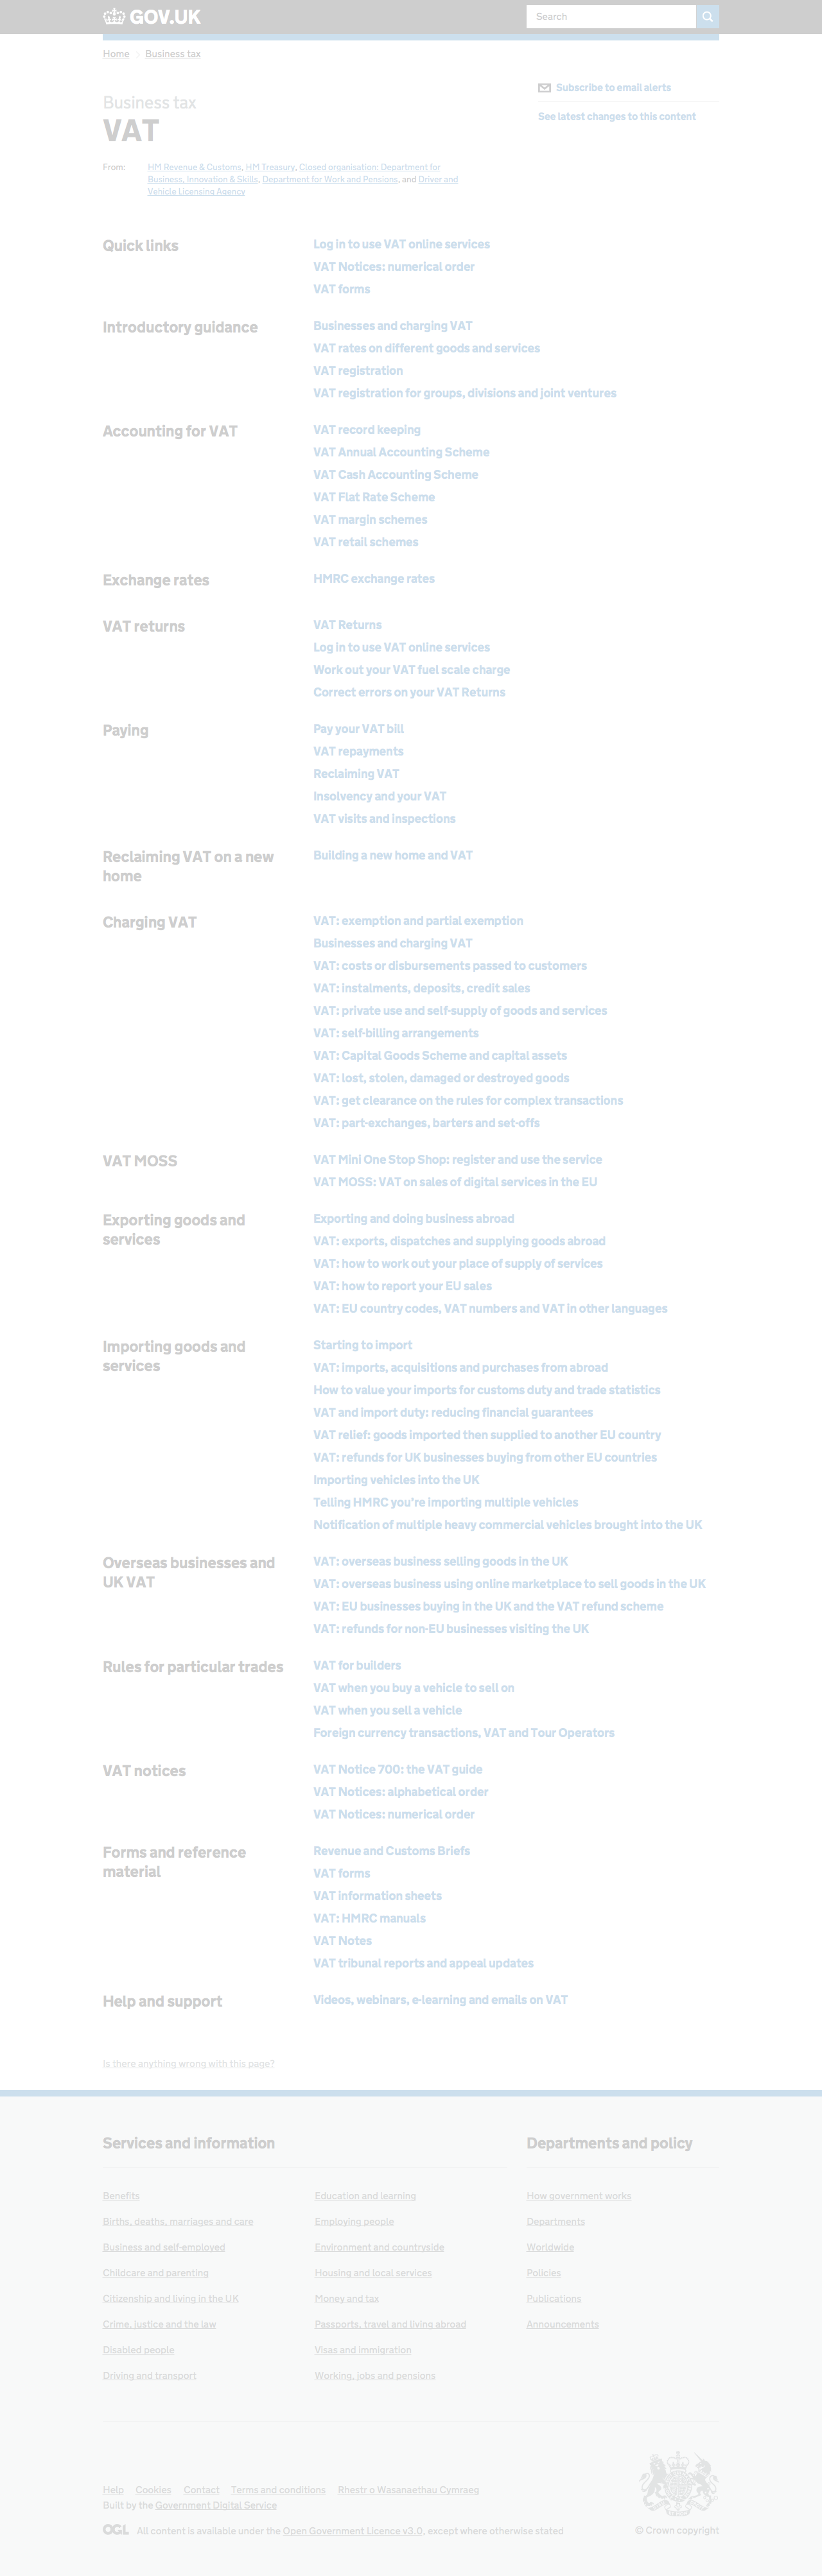 GOV.UK
Search
Home
Business tax
Subscribe to email alerts
See latest changes to this content
Business tax
VAT
From: HM Revenue & Customs, HM Treasury, Closed organisation: Department for
Business, Innovation & Skills, Department for Work and Pensions, and Driver and
Vehicle Licensing Agency
Quick links
Log in to use VAT online services
VAT Notices: numerical order
VAT forms
Introductory guidance
Businesses and charging VAT
VAT rates on different goods and services
VAT registration
VAT registration for groups, divisions and joint ventures
Accounting for VAT
VAT record keeping
VAT Annual Accounting Scheme
VAT Cash Accounting Scheme
VAT Flat Rate Scheme
VAT margin schemes
VAT retail schemes
Exchange rates
HMRC exchange rates
VAT returns
VAT Returns
Log in to use VAT online services
Work out your VAT fuel scale charge
Correct errors on your VAT Returns
Paying
Pay your VAT bill
VAT repayments
Reclaiming VAT
Insolvency and your VAT
VAT visits and inspections
Reclaiming VAT on a new
home
Building a new home and VAT
Charging VAT
VAT: exemption and partial exemption
Businesses and charging VAT
VAT: costs or disbursements passed to customers
VAT: instalments, deposits, credit sales
VAT: private use and self-supply of goods and services
VAT: self-billing arrangements
VAT: Capital Goods Scheme and capital assets
VAT: lost, stolen, damaged or destroyed goods
VAT: get clearance on the rules for complex transactions
VAT: part-exchanges, barters and set-offs
VAT MOSS
VAT Mini One Stop Shop: register and use the service
VAT MOSS: VAT on sales of digital services in the EU
Exporting goods and
services
Exporting and doing business abroad
VAT: exports, dispatches and supplying goods abroad
VAT: how to work out your place of supply of services
VAT: how to report your EU sales
VAT: EU country codes, VAT numbers and VAT in other languages
Importing goods and
services
Starting to import
VAT: imports, acquisitions and purchases from abroad
How to value your imports for customs duty and trade statistics
VAT and import duty: reducing financial guarantees
VAT relief: goods imported then supplied to another EU country
VAT: refunds for UK businesses buying from other EU countries
Importing vehicles into the UK
Telling HMRC you're importing multiple vehicles
Notification of multiple heavy commercial vehicles brought into the UK
Overseas businesses and
UK VAT
VAT: overseas business selling goods in the UK
VAT: overseas business using online marketplace to sell goods in the UK
VAT: EU businesses buying in the UK and the VAT refund scheme
VAT: refunds for non-EU businesses visiting the UK
Rules for particular trades
VAT for builders
VAT when you buy a vehicle to sell on
VAT when you sell a vehicle
Foreign currency transactions, VAT and Tour Operators
VAT notices
VAT Notice 700: the VAT guide
VAT Notices: alphabetical order
VAT Notices: numerical order
Forms and reference
material
Revenue and Customs Briefs
VAT forms
VAT information sheets
VAT: HMRC manuals
VAT Notes
VAT tribunal reports and appeal updates
Help and support
Videos, webinars, e-learning and emails on VAT
Is there anything wrong with this page?
Services and information
Benefits
Births, deaths, marriages and care
Business and self-employed
Childcare and parenting
Citizenship and living in the UK
Crime, justice and the law
Disabled people
Driving and transport
Education and learning
Employing people
Environment and countryside
Housing and local services
Money and tax
Passports, travel and living abroad
Visas and immigration
Working, jobs and pensions
Departments and policy
How government works
Departments
Worldwide
Policies
Publications
Announcements
Help Cookies Contact Terms and conditions Rhestr o Wasanaethau Cymraeg
Built by the Government Digital Service
OGL All content is available under the Open Government Licence v3.0, except where otherwise stated
© Crown copyright